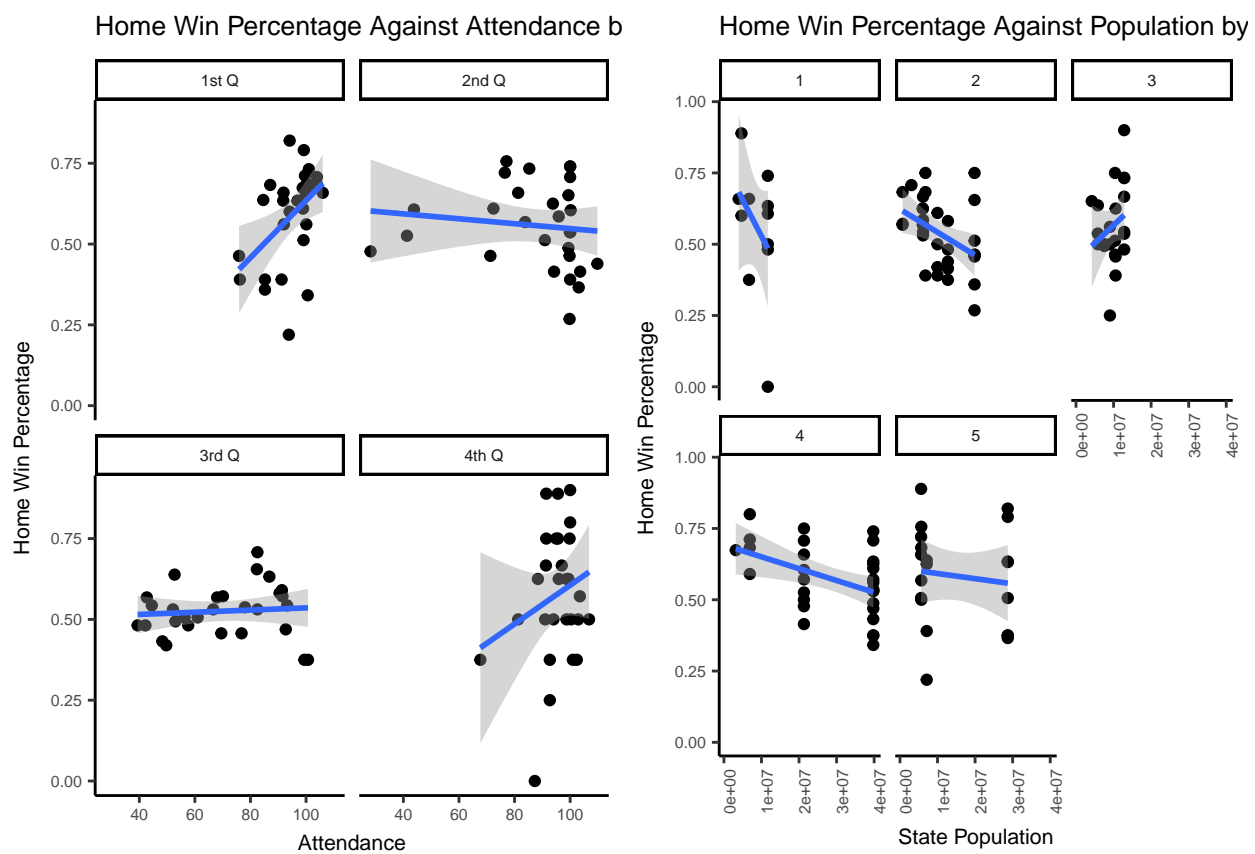 Home Win Percentage Against Attendance b
1st Q
2nd Q
0.75
0.50
0.25
0.00
3rd Q
4th Q
0.75
0.50
0.25
0.00
40
60
80
100
40
60
80
100
Home Win Percentage
Attendance
Home Win Percentage Against Population by
1
2
3
1.00
0.75
0.50
0.25
0.00
0e+00
1e+07
2e+07
3e+07
4e+07
4
5
1.00
0.75
0.50
0.25
0.00
0e+00
1e+07
2e+07
3e+07
4e+07
0e+00
1e+07
2e+07
3e+07
4e+07
Home Win Percentage
State Population